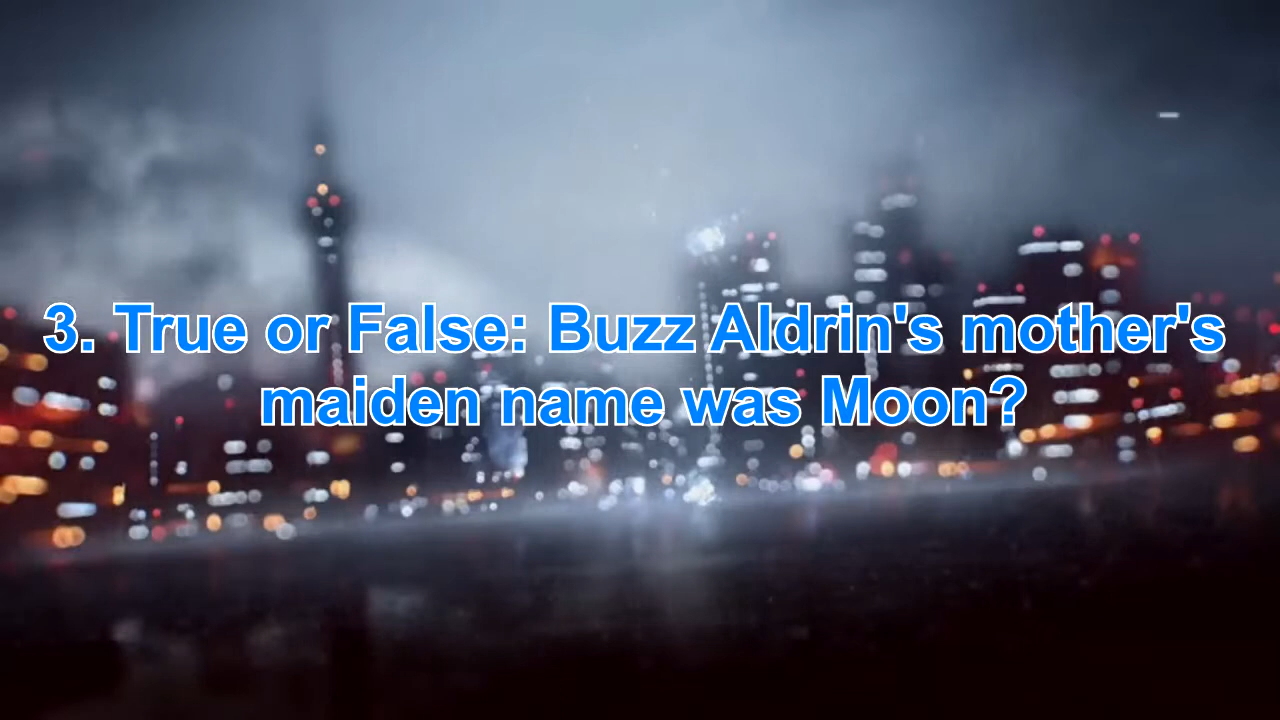 3. True or False: Buzz Aldrin's mother's
maiden name was Moon?